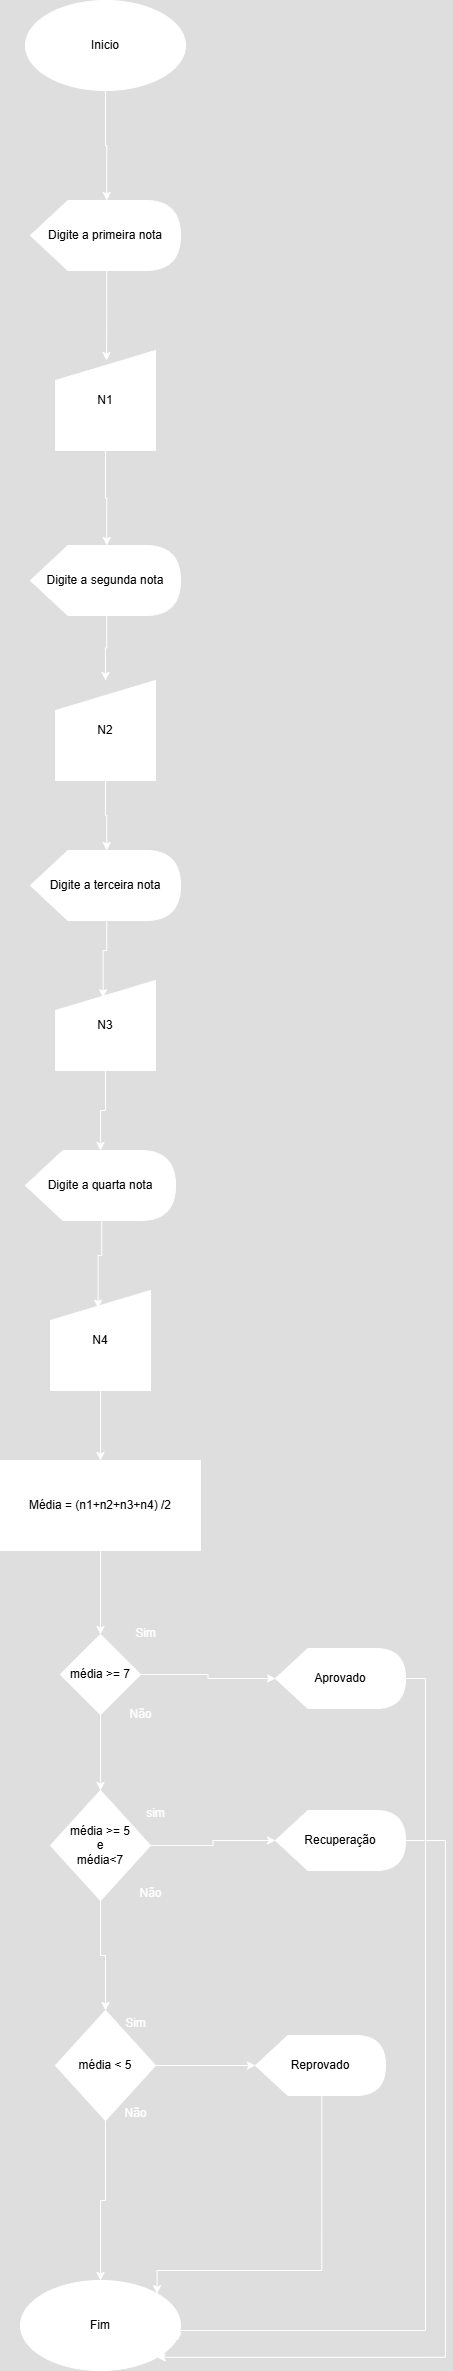 Inicio
Digite a primeira nota
N1
Digite a segunda nota
N2
Digite a terceira nota
N3
Digite a quarta nota
N4
Média = (n1+n2+n3+n4) /2
Sim
média >= 7
Aprovado
Não
sim
média >= 5
e
média<7
Recuperação
Não
Sim
média < 5
Reprovado
Não
Fim